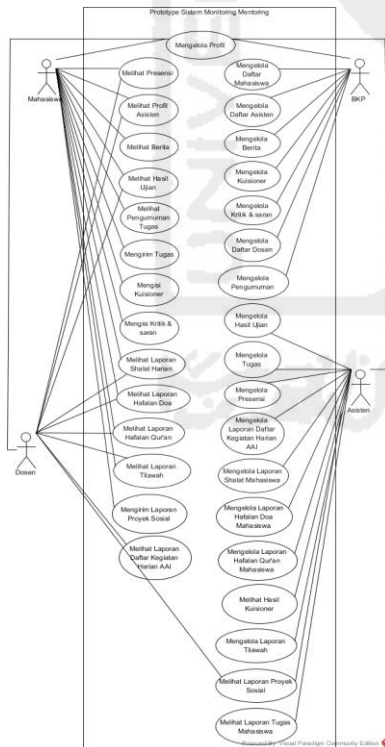 Prototype Sistem Monitoring Mentoring
Mengelola Profil
Mahasiswa
BKP
Melihat Presensi
Melihat Profil
Asisten
Melihat Berita
Melihat Hasil
Ujian
Melihat
Pengumuman
Tugas
Mengirim Tugas
Mengisi
Kuisioner
Mengisi Kritik &
saran
Melihat Laporan
Shalat Harian
Melihat Laporan
Hafalan Doa
Melihat Laporan
Hafalan Qur'an
Melihat Laporan
Tilawah
Mengirim Laporan
Proyek Sosial
Melihat Laporan
Daftar Kegiatan
Harian AAI
Dosen
Mengelola
Daftar
Mahasiswa
Mengelola
Daftar Asisten
Mengelola
Berita
Mengelola
Kuisioner
Mengelola
Kritik & saran
Mengelola
Daftar Dosen
Mengelola
Pengumuman
Mengelola
Hasil Ujian
Mengelola
Tugas
Mengelola
Presensi
Mengelola
Laporan Daftar
Kegiatan Harian
AAI
Mengelola Laporan
Shalat Mahasiswa
Mengelola Laporan
Hafalan Doa
Mahasiswa
Mengelola Laporan
Hafalan Qur'an
Mahasiswa
Melihat Hasil
Kuisioner
Mengelola Laporan
Tilawah
Melihat Laporan Proyek
Sosial
Melihat Laporan Tugas
Mahasiswa
Asisten
Powered By Visual Paradigm Community Edition